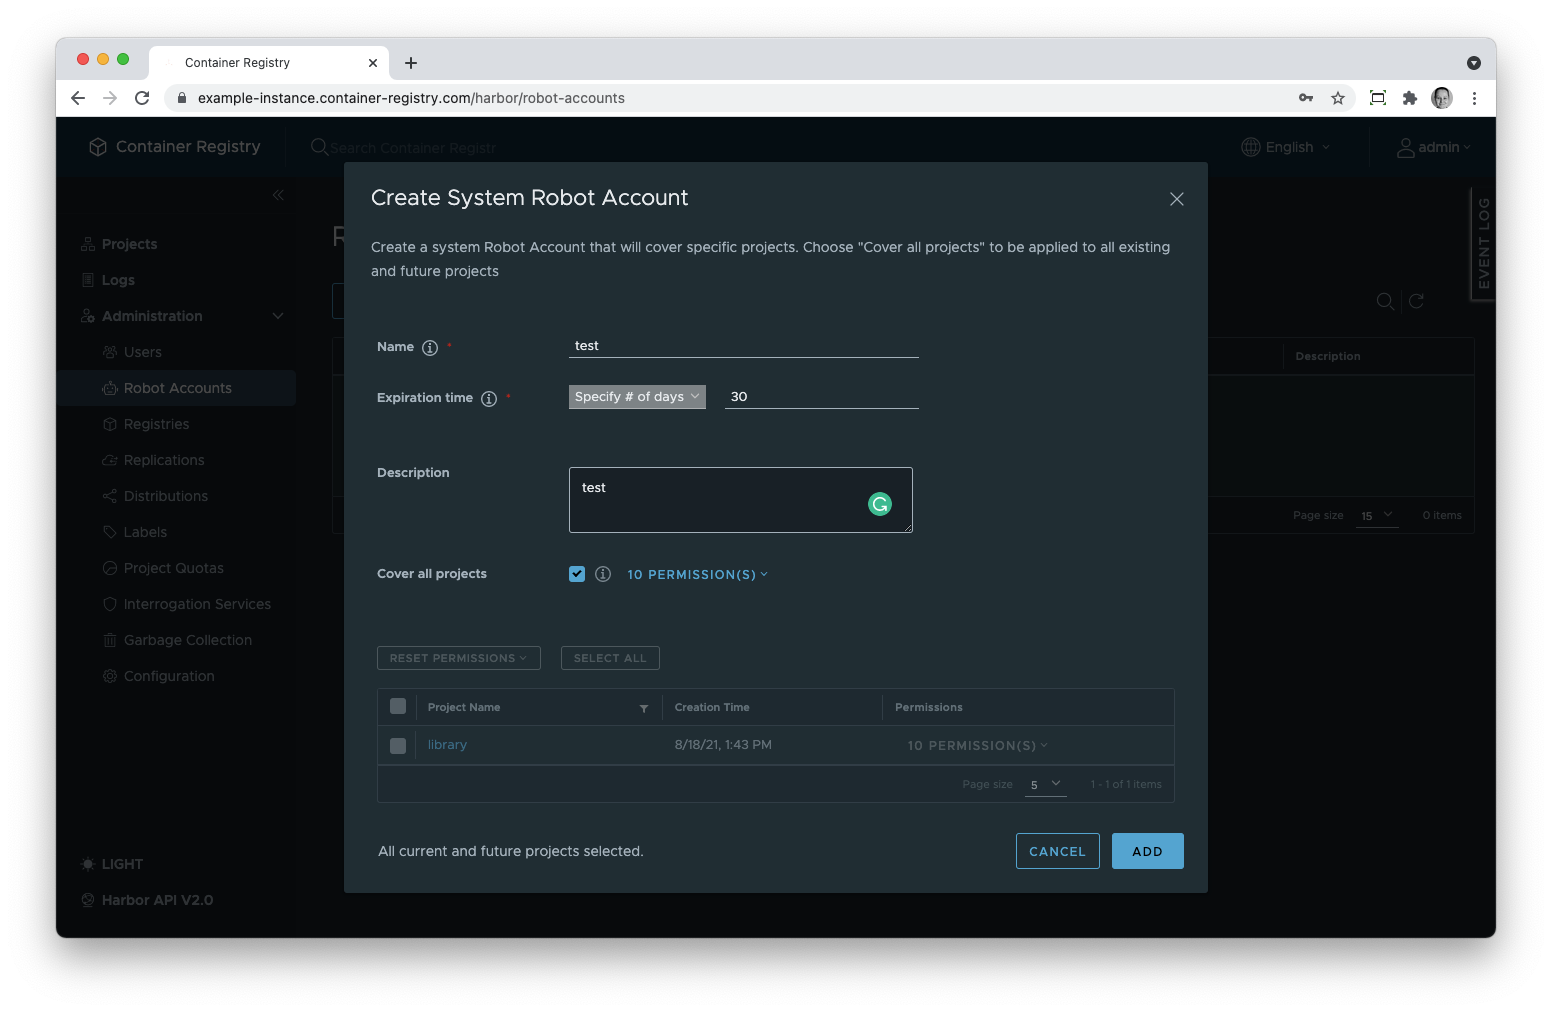 Container Registry
example-instance.container-registry.com/harbor/robot-accounts
Container Registry
Search Container Registr
English
admin
EVENT LOG
Projects
Logs
Administration
Users
Robot Accounts
Registries
Replications
Distributions
Labels
Project Quotas
Interrogation Services
Garbage Collection
Configuration
LIGHT
Harbor API V2.0
Description
Page size 15 0 items
Create System Robot Account
Create a system Robot Account that will cover specific projects. Choose "Cover all projects" to be applied to all existing
and future projects
Name * test
Expiration time * Specify # of days 30
Description test
Cover all projects 10 PERMISSION(S)
RESET PERMISSIONS SELECT ALL
Project Name Creation Time Permissions
library 8/18/21, 1:43 PM 10 PERMISSION(S)
Page size 5 1 - 1 of 1 items
All current and future projects selected.
CANCEL ADD